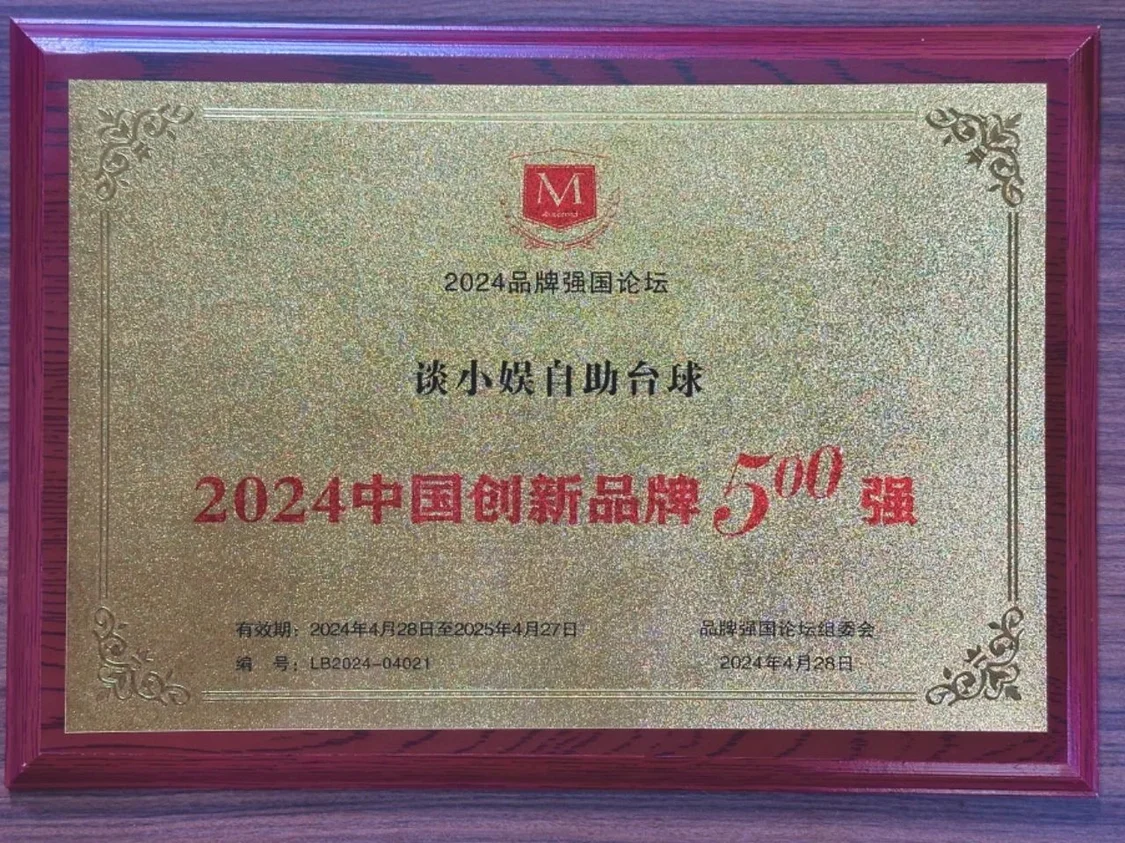 M
2024品牌强国论坛
谈小娱自助台球
2024中国创新品牌500强
有效期：2024年4月28日至2025年4月27日
编 号：LB2024-04021
品牌强国论坛组委会
2024年4月28日